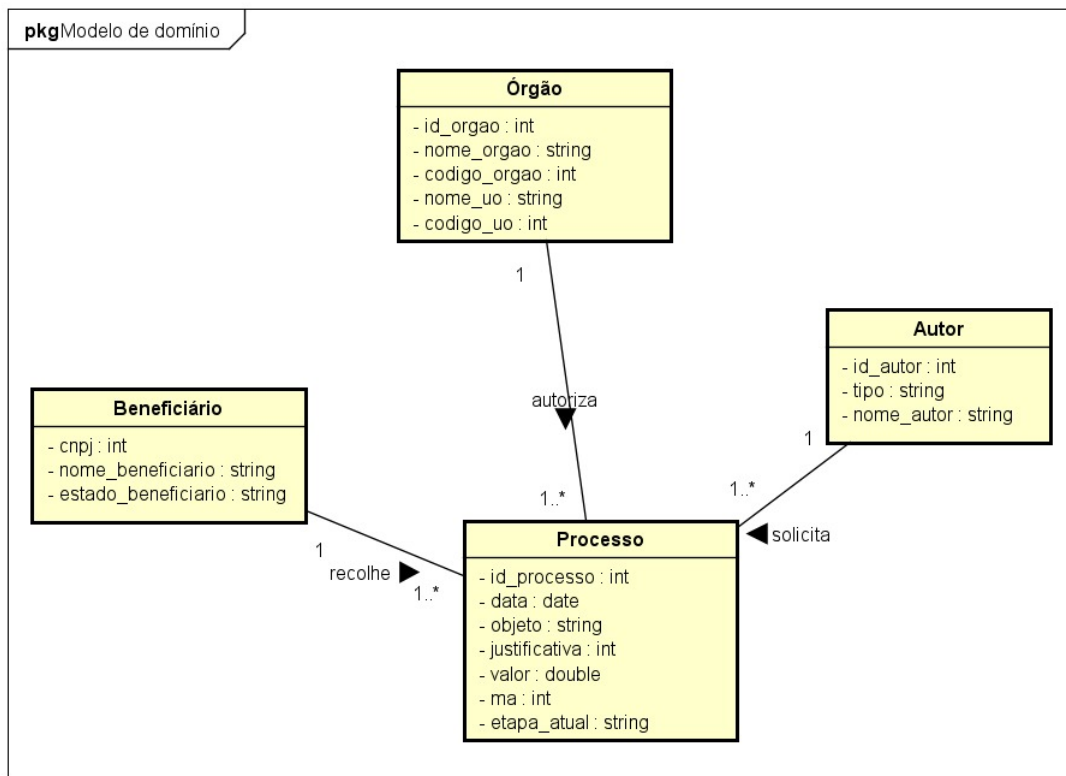 pkg Modelo de domínio
Órgão
- id_orgao : int
- nome_orgao : string
- codigo_orgao : int
- nome_uo : string
- codigo_uo : int
1
autoriza
1..*
Autor
- id_autor : int
- tipo : string
- nome_autor : string
1
1..*
solicita
Beneficiário
- cnpj : int
- nome_beneficiario : string
- estado_beneficiario : string
1
recolhe
1..*
Processo
- id_processo : int
- data : date
- objeto : string
- justificativa : int
- valor : double
- ma : int
- etapa_atual : string